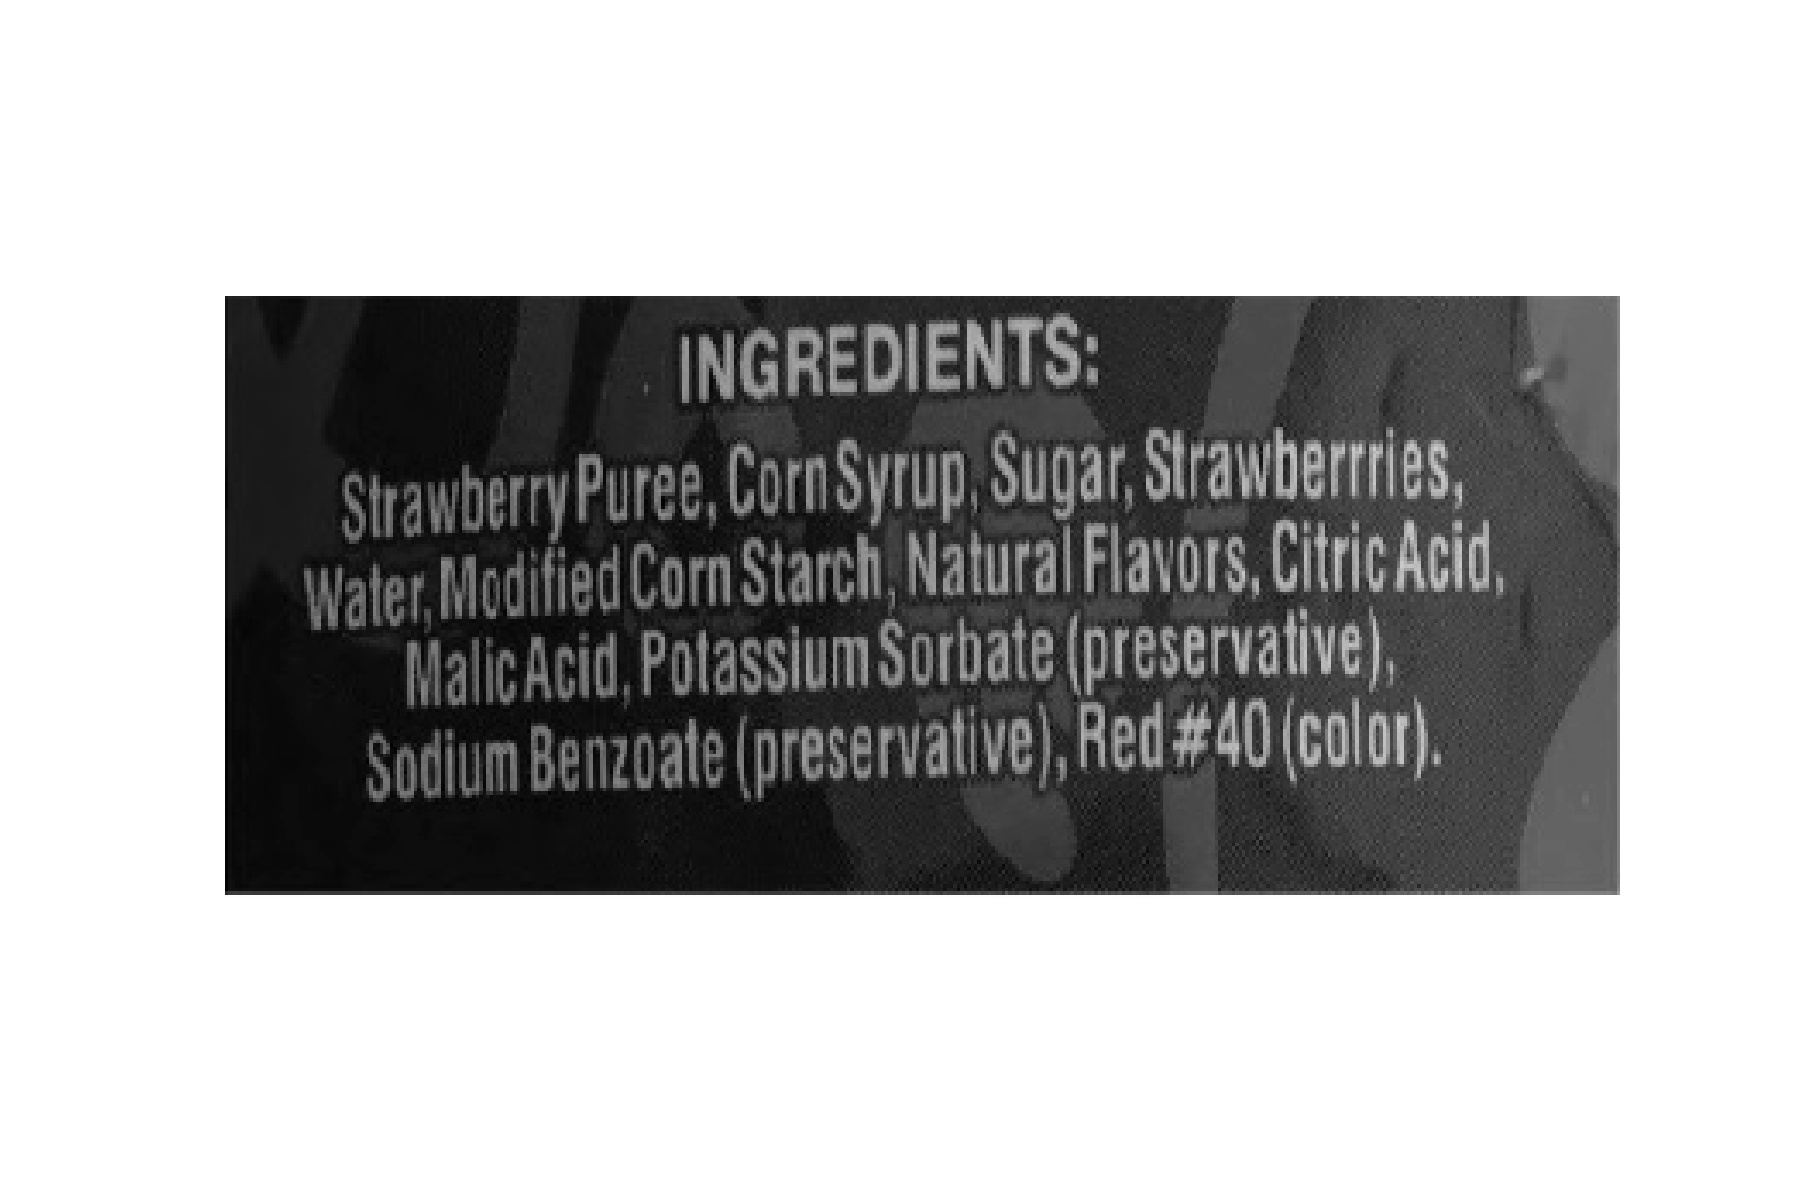 INGREDIENTS:
Strawberry Puree, Corn Syrup, Sugar, Strawberrries,
Water, Modified Corn Starch, Natural Flavors, Citric Acid,
Malic Acid, Potassium Sorbate (preservative),
Sodium Benzoate (preservative), Red #40 (color).